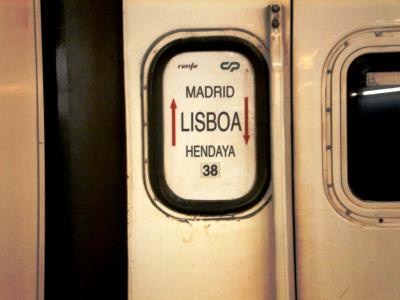 renfe CP
MADRID
LISBOA
HENDAYA
38